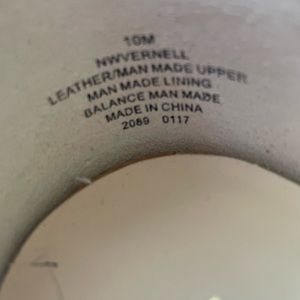 10M
NWVERNELL
LEATHER/MAN MADE UPPER
MAN MADE LINING
BALANCE MAN MADE
MADE IN CHINA
2089 0117